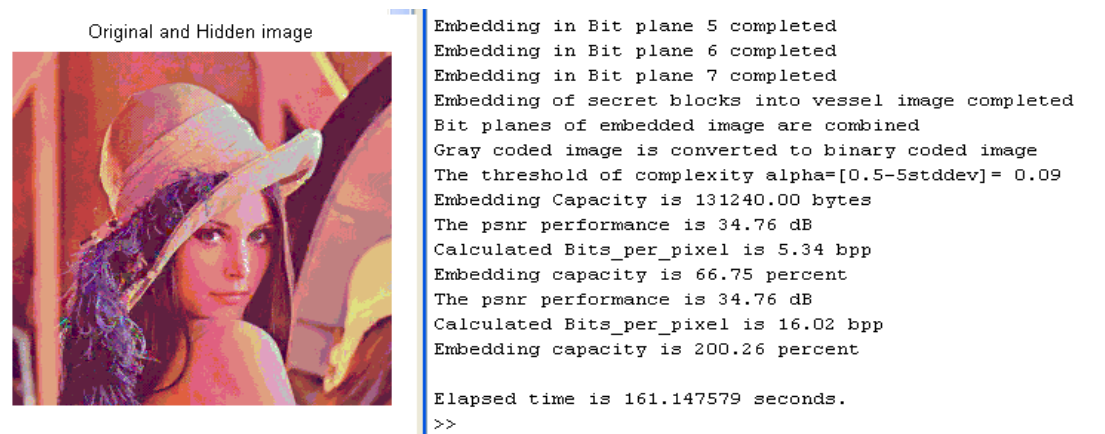 Original and Hidden image
Embedding in Bit plane 5 completed
Embedding in Bit plane 6 completed
Embedding in Bit plane 7 completed
Embedding of secret blocks into vessel image completed
Bit planes of embedded image are combined
Gray coded image is converted to binary coded image
The threshold of complexity alpha=[0.5-5stddev]= 0.09
Embedding Capacity is 131240.00 bytes
The psnr performance is 34.76 dB
Calculated Bits_per_pixel is 5.34 bpp
Embedding capacity is 66.75 percent
The psnr performance is 34.76 dB
Calculated Bits_per_pixel is 16.02 bpp
Embedding capacity is 200.26 percent
Elapsed time is 161.147579 seconds.
>>